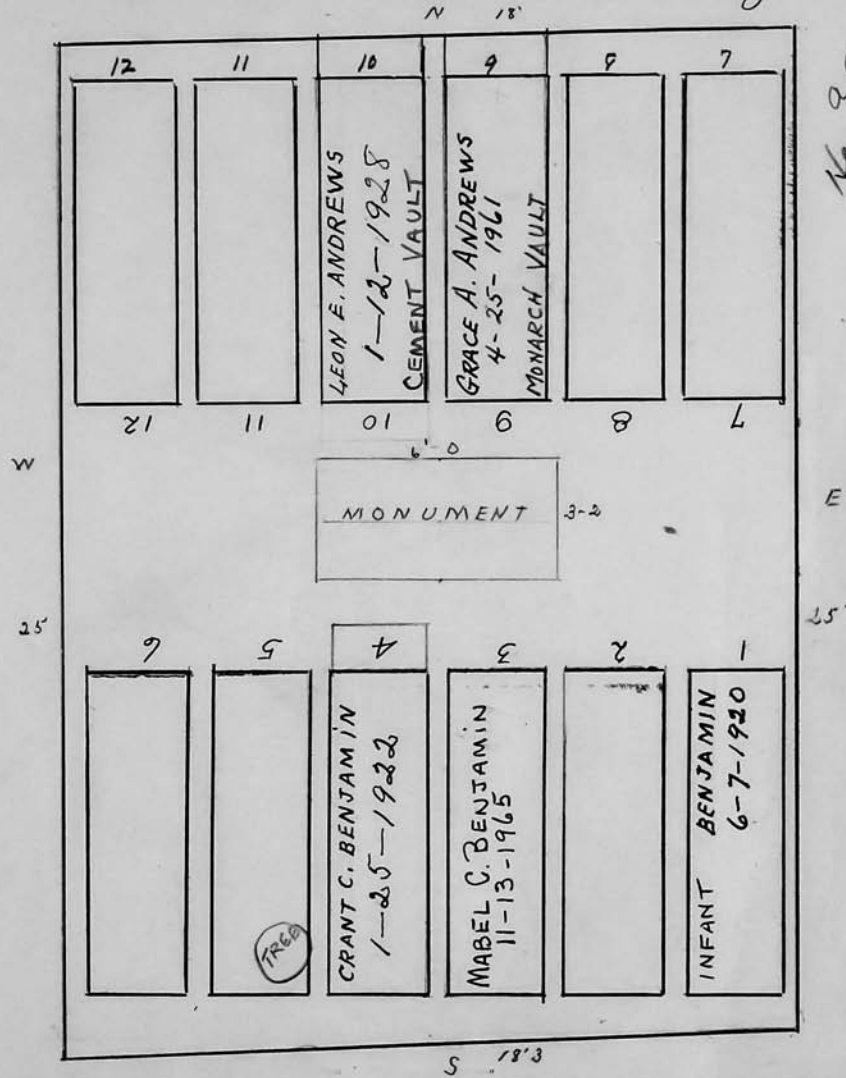 N 18'
12 11 10 9 8 7
LEON E. ANDREWS
1-12-1928
CEMENT VAULT
GRACE A. ANDREWS
4-25-1961
MONARCH VAULT
12 11 10 9 8 7
W
E
6'-0
MONUMENT
3-2
25'
25'
6 5 4 3 2 1
CRANT C. BENJAMIN
1-25-1922
MABEL C. BENJAMIN
11-13-1965
INFANT BENJAMIN
6-7-1920
TREE
S 18'3